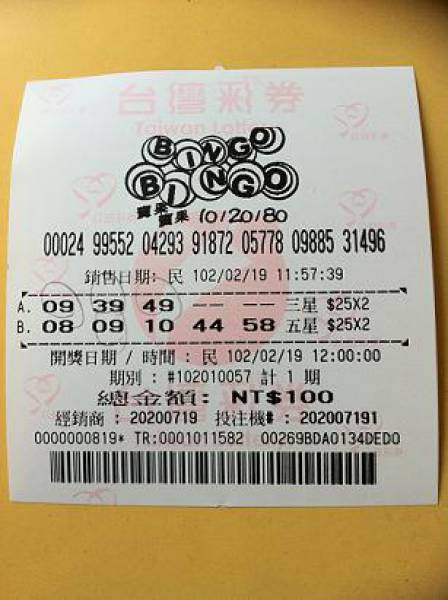 台灣彩券
Taiwan Lottery
BINGO
BINGO
賓果 賓果 10/20/80
00024 99552 04293 91872 05778 09885 31496
銷售日期: 民 102/02/19 11:57:39
A. 09 39 49 -- -- 三星 $25X2
B. 08 09 10 44 58 五星 $25X2
開獎日期 / 時間 : 民 102/02/19 12:00:00
期別 : #102010057 計 1 期
總金額: NT$100
經銷商 : 20200719 投注機# : 202007191
0000000819* TR:0001011582 00269BDA0134DED0